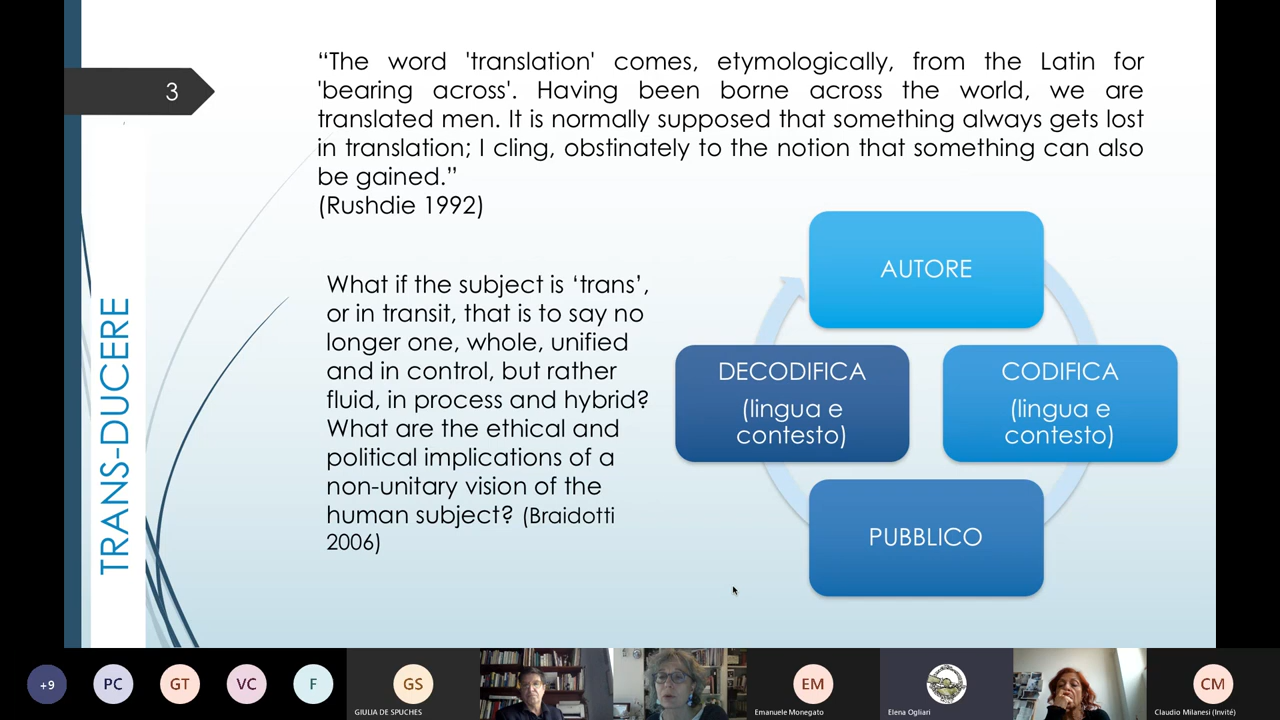 3
“The word 'translation' comes, etymologically, from the Latin for
'bearing across'. Having been borne across the world, we are
translated men. It is normally supposed that something always gets lost
in translation; I cling, obstinately to the notion that something can also
be gained.”
(Rushdie 1992)
TRANS-DUCERE
What if the subject is ‘trans’,
or in transit, that is to say no
longer one, whole, unified
and in control, but rather
fluid, in process and hybrid?
What are the ethical and
political implications of a
non-unitary vision of the
human subject? (Braidotti
2006)
AUTORE
DECODIFICA
(lingua e
contesto)
CODIFICA
(lingua e
contesto)
PUBBLICO
+9
PC
GT
VC
F
GS
GIULIA DE SPUCHES
EM
Emanuele Monegato
Elena Ogliari
CM
Claudio Milanesi (Invité)